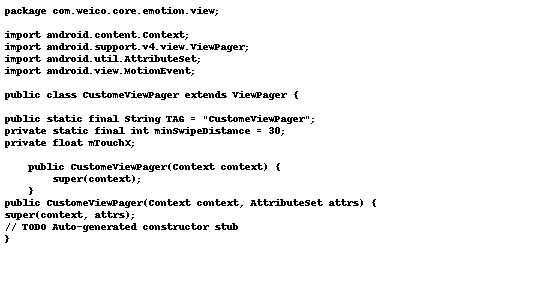 package com.weico.core.emotion.view;

import android.content.Context;
import android.support.v4.view.ViewPager;
import android.util.AttributeSet;
import android.view.MotionEvent;

public class CustomeViewPager extends ViewPager {

public static final String TAG = "CustomeViewPager";
private static final int minSwipeDistance = 30;
private float mTouchX;

    public CustomeViewPager(Context context) {
        super(context);
    }
public CustomeViewPager(Context context, AttributeSet attrs) {
super(context, attrs);
// TODO Auto-generated constructor stub
}